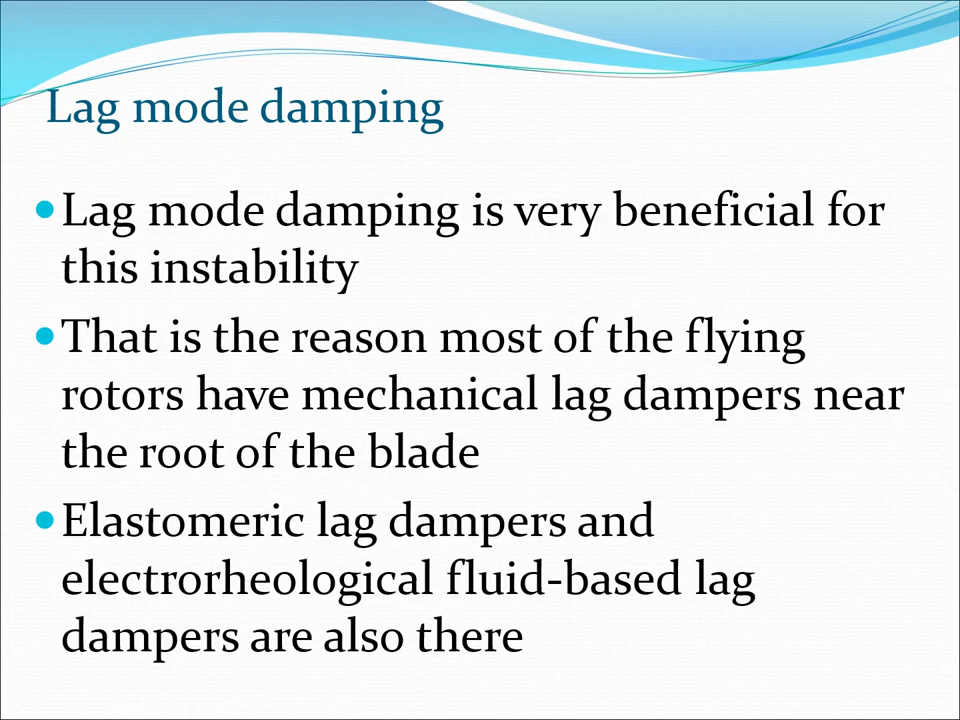 Lag mode damping
• Lag mode damping is very beneficial for
this instability
• That is the reason most of the flying
rotors have mechanical lag dampers near
the root of the blade
• Elastomeric lag dampers and
electrorheological fluid-based lag
dampers are also there